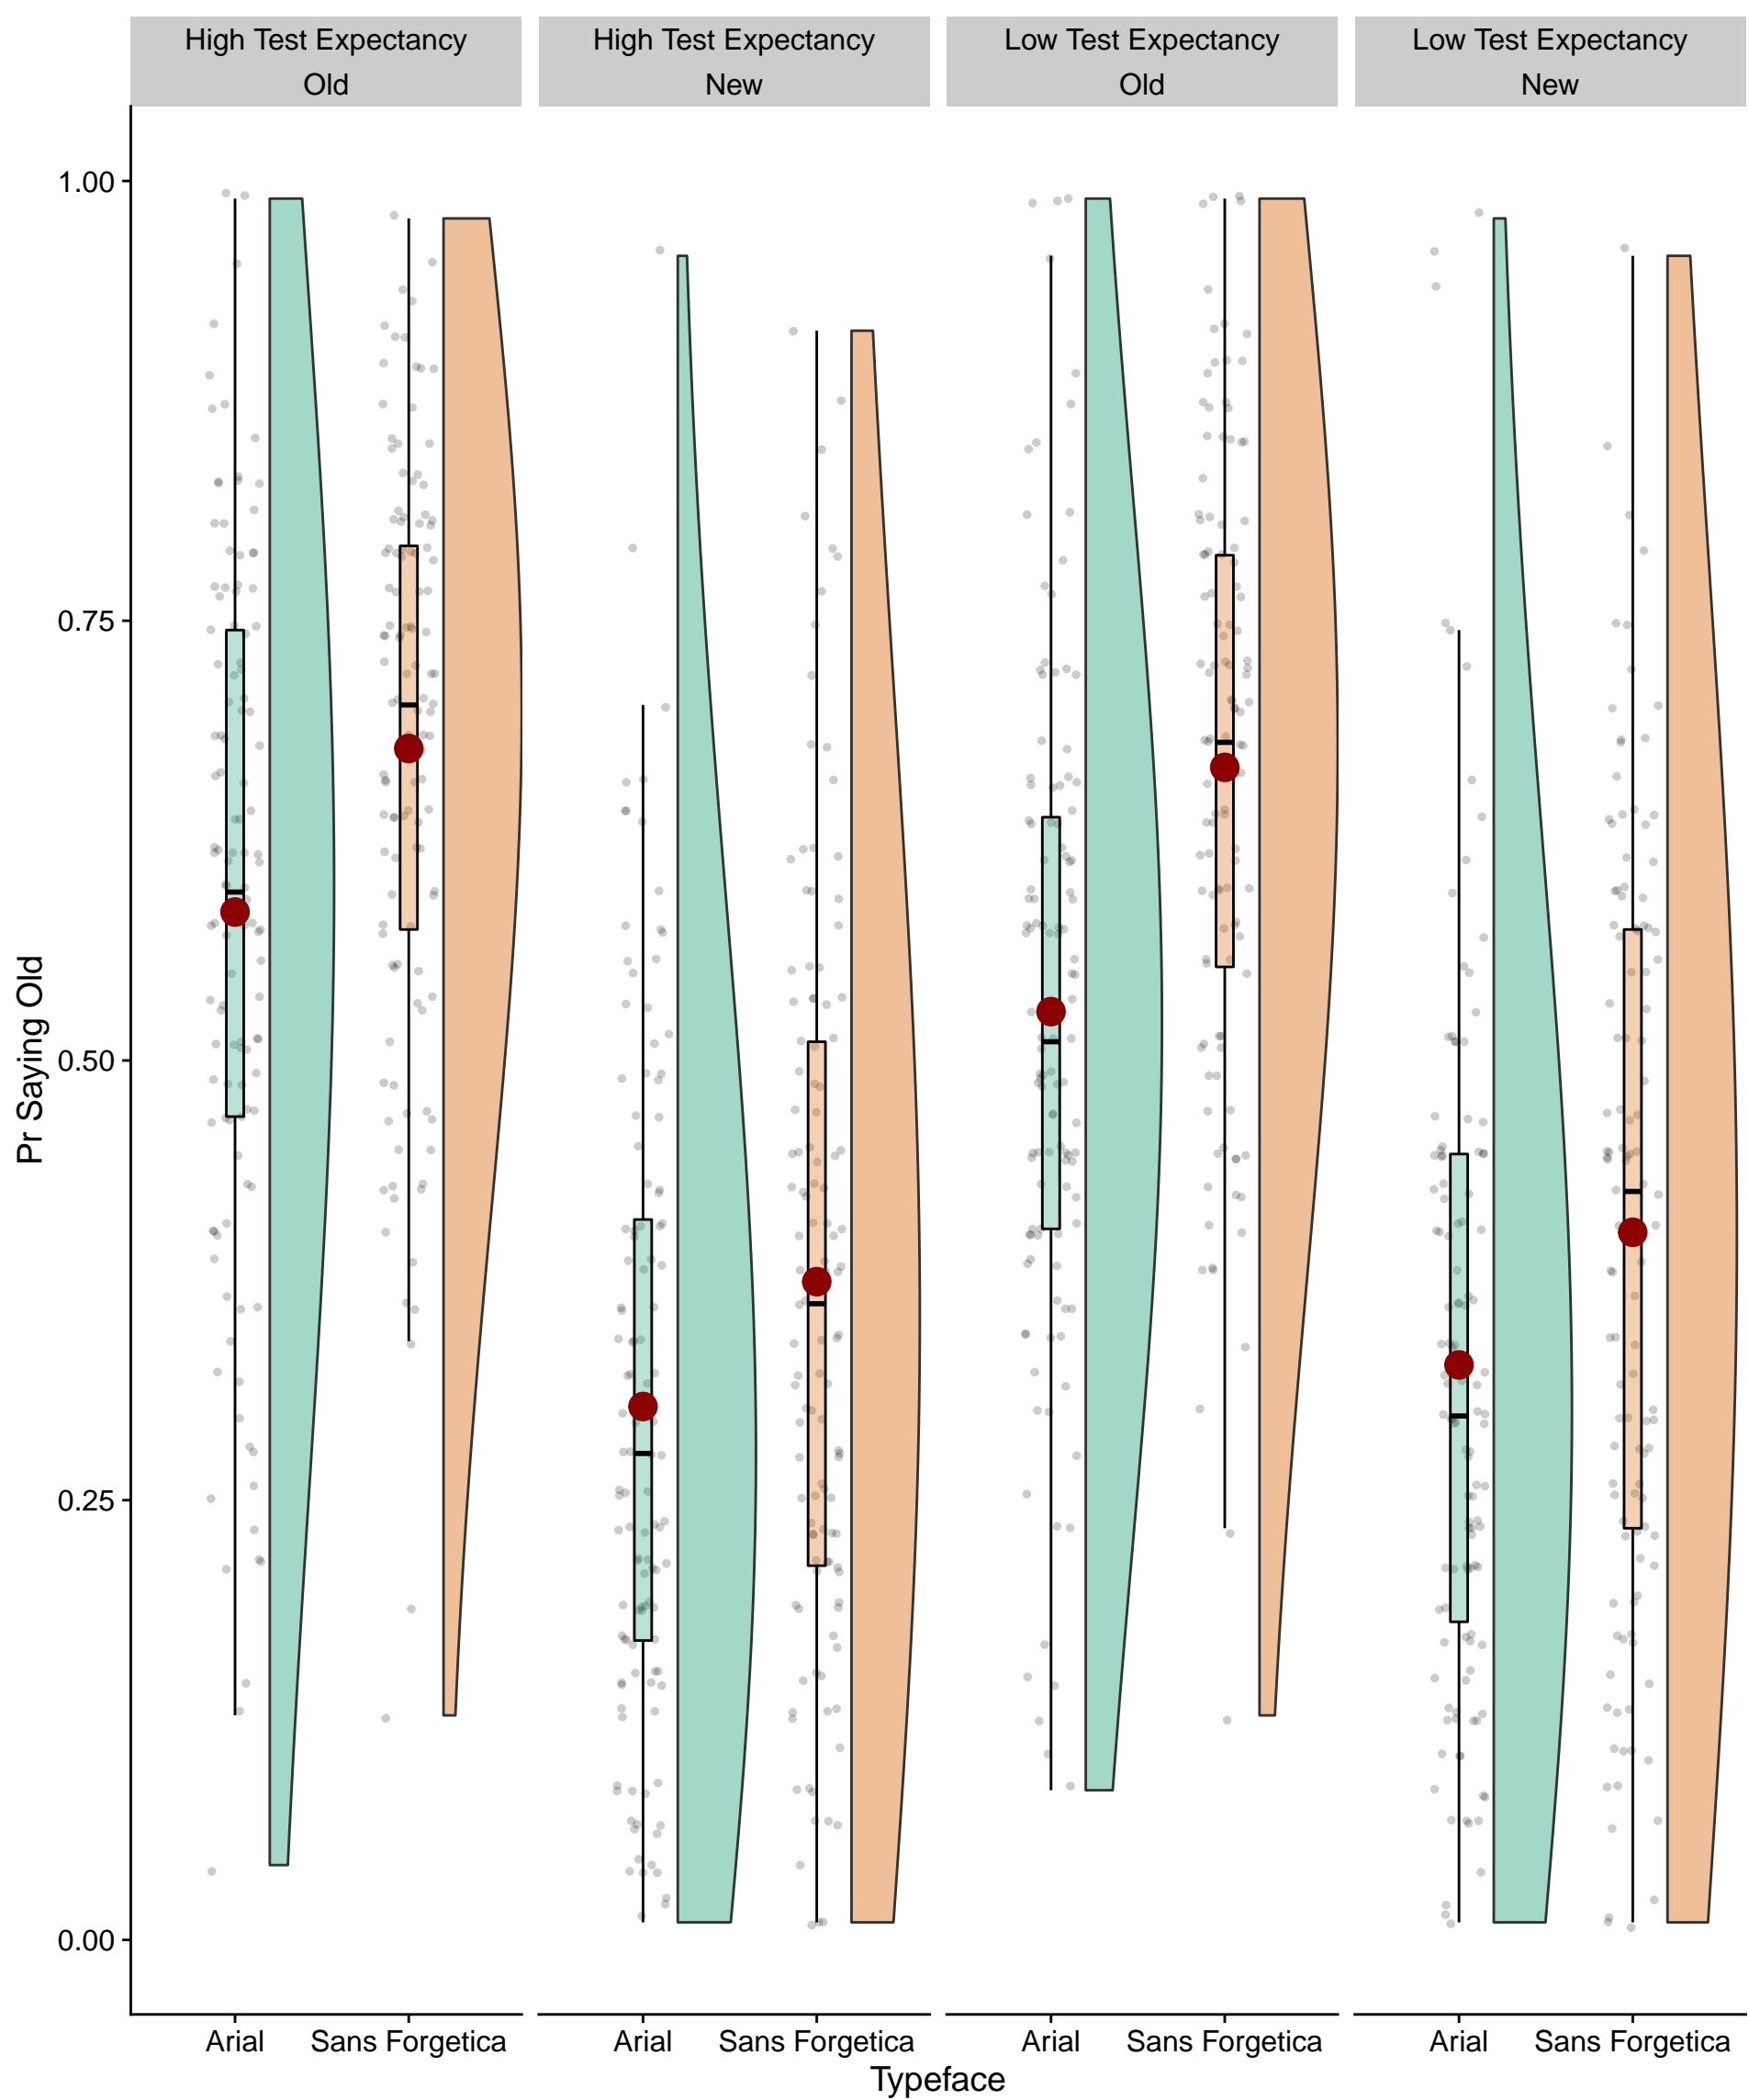 High Test Expectancy
Old
High Test Expectancy
New
Low Test Expectancy
Old
Low Test Expectancy
New
Pr Saying Old
1.00
0.75
0.50
0.25
0.00
Arial
Sans Forgetica
Arial
Sans Forgetica
Arial
Sans Forgetica
Arial
Sans Forgetica
Typeface